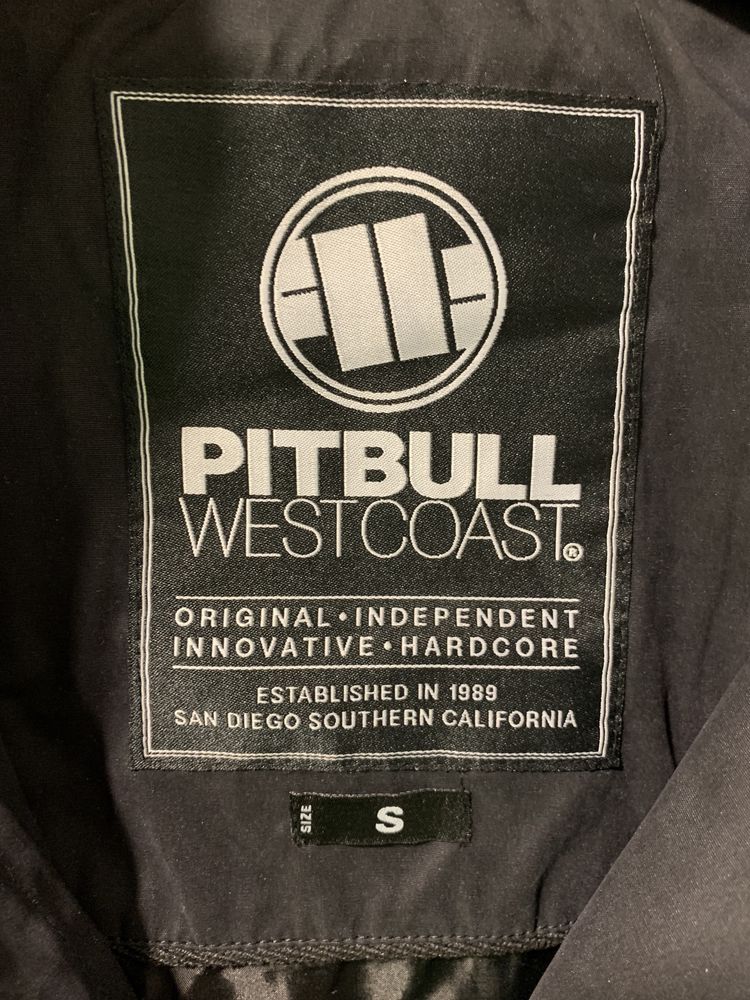 PITBULL
WESTCOAST®
ORIGINAL • INDEPENDENT
INNOVATIVE • HARDCORE
ESTABLISHED IN 1989
SAN DIEGO SOUTHERN CALIFORNIA
SIZE S